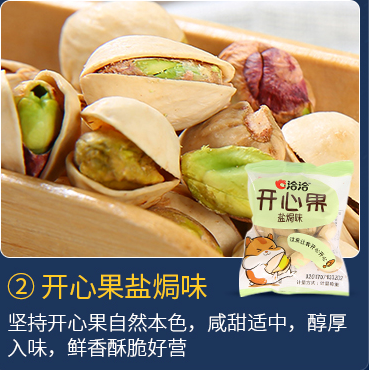 洽洽
开心果
盐焗味
② 开心果盐焗味
坚持开心果自然本色，咸甜适中，醇厚
入味，鲜香酥脆好营